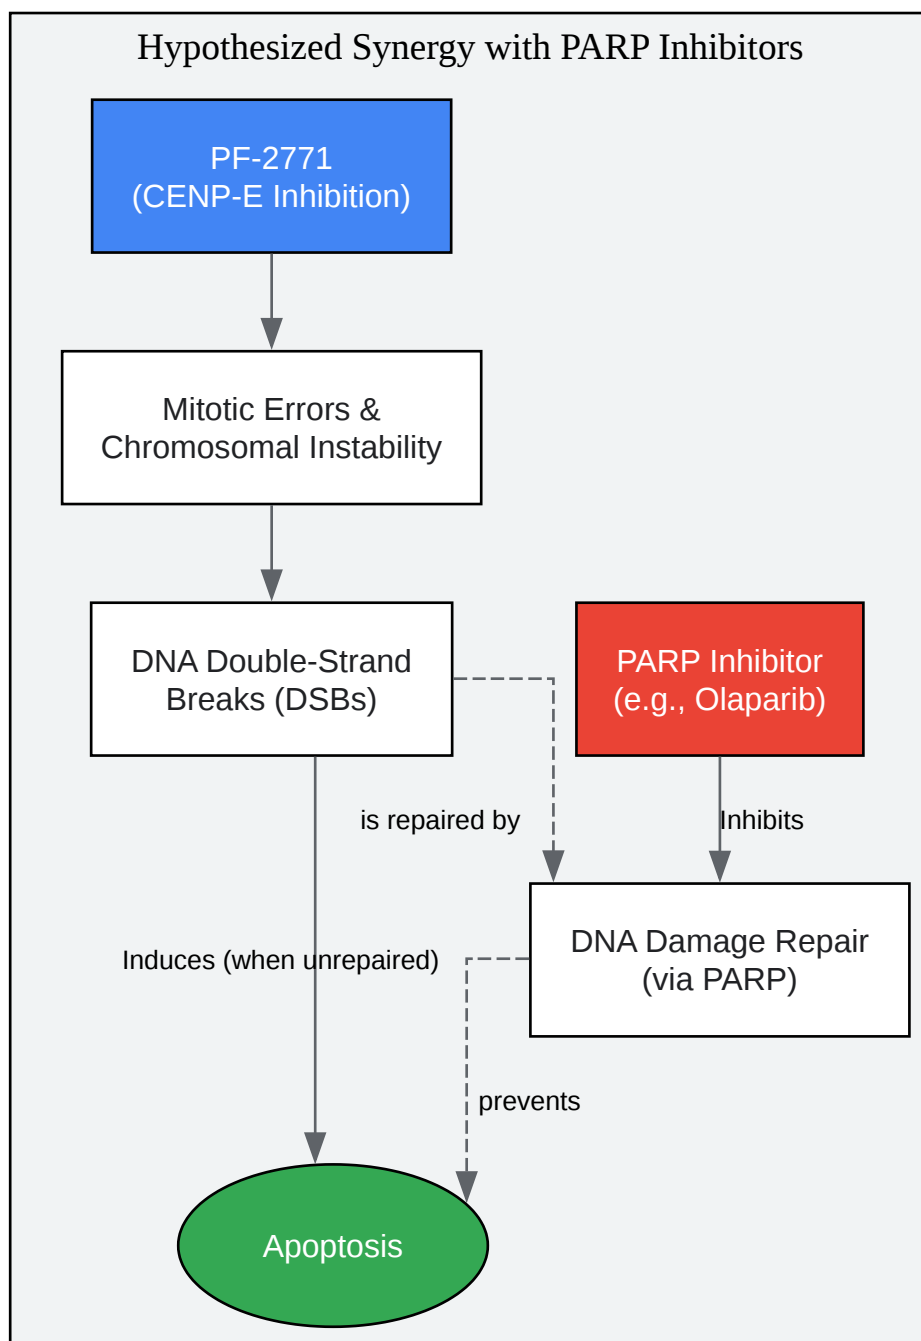 Hypothesized Synergy with PARP Inhibitors
PF-2771
(CENP-E Inhibition)
Mitotic Errors &
Chromosomal Instability
DNA Double-Strand
Breaks (DSBs)
PARP Inhibitor
(e.g., Olaparib)
is repaired by
Inhibits
DNA Damage Repair
(via PARP)
Induces (when unrepaired)
prevents
Apoptosis